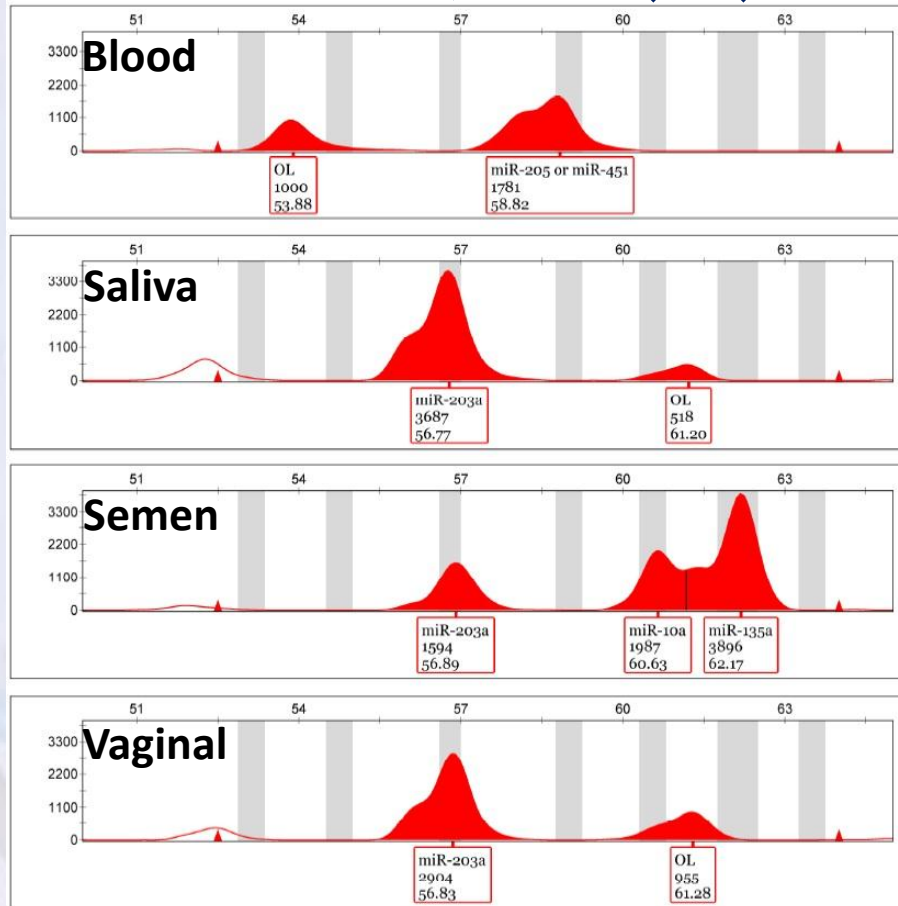 51 54 57 60 63
Blood
3300
2200
1100
0
OL
1000
53.88
miR-205 or miR-451
1781
58.82
51 54 57 60 63
Saliva
3300
2200
1100
0
miR-203a
3687
56.77
OL
518
61.20
51 54 57 60 63
Semen
3300
2200
1100
0
miR-203a
1594
56.89
miR-10a
1987
60.63
miR-135a
3896
62.17
51 54 57 60 63
Vaginal
3300
2200
1100
0
miR-203a
2904
56.83
OL
955
61.28